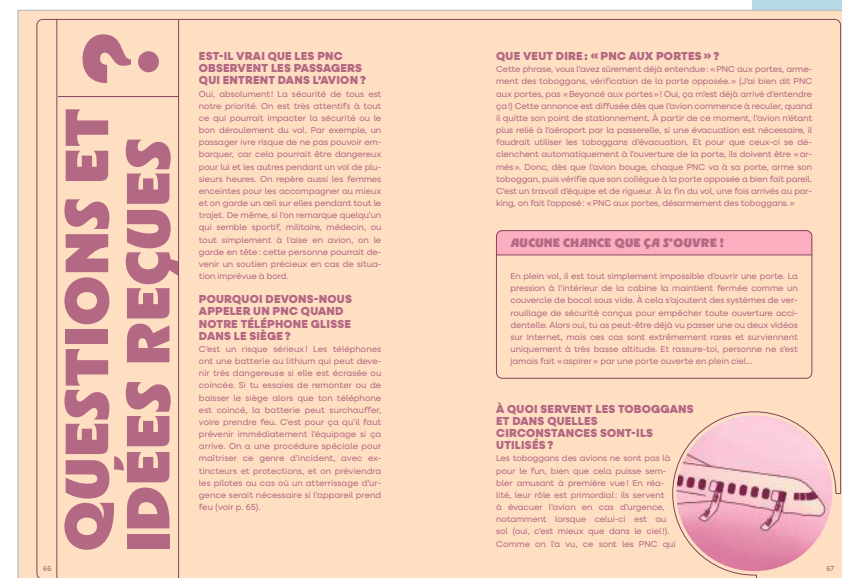 QUESTIONS ET
IDÉES REÇUES
?
EST-IL VRAI QUE LES PNC
OBSERVENT LES PASSAGERS
QUI ENTRENT DANS L'AVION ?
Oui, absolument! La sécurité de tous est
notre priorité. On est très attentifs à tout
ce qui pourrait impacter la sécurité ou le
bon déroulement du vol. Par exemple, un
passager ivre risque de ne pas pouvoir em-
barquer, car cela pourrait être dangereux
pour lui et les autres pendant un vol de plu-
sieurs heures. On repère aussi les femmes
enceintes pour les accompagner au mieux
et on garde un œil sur elles pendant tout le
trajet. De même, si l'on remarque quelqu'un
qui semble sportif, militaire, médecin, ou
tout simplement à l'aise en avion, on le
garde en tête : cette personne pourrait de-
venir un soutien précieux en cas de situa-
tion imprévue à bord.
POURQUOI DEVONS-NOUS
APPELER UN PNC QUAND
NOTRE TÉLÉPHONE GLISSE
DANS LE SIÈGE ?
C'est un risque sérieux! Les téléphones
ont une batterie au lithium qui peut deve-
nir très dangereuse si elle est écrasée ou
coincée. Si tu essaies de remonter ou de
baisser le siège alors que ton téléphone
est coincé, la batterie peut surchauffer,
voire prendre feu. C'est pour ça qu'il faut
prévenir immédiatement l'équipage si ça
arrive. On a une procédure spéciale pour
maîtriser ce genre d'incident, avec ex-
tincteurs et protections, et on préviendra
les pilotes au cas où un atterrissage d'ur-
gence serait nécessaire si l'appareil prend
feu (voir p. 65).
66
QUE VEUT DIRE : « PNC AUX PORTES » ?
Cette phrase, vous l'avez sûrement déjà entendue : « PNC aux portes, arme-
ment des toboggans, vérification de la porte opposée. » (J'ai bien dit PNC
aux portes, pas « Beyoncé aux portes »! Oui, ça m'est déjà arrivé d'entendre
ça!) Cette annonce est diffusée dès que l'avion commence à reculer, quand
il quitte son point de stationnement. À partir de ce moment, l'avion n'étant
plus relié à l'aéroport par la passerelle, si une évacuation est nécessaire, il
faudrait utiliser les toboggans d'évacuation. Et pour que ceux-ci se dé-
clenchent automatiquement à l'ouverture de la porte, ils doivent être « ar-
més ». Donc, dès que l'avion bouge, chaque PNC va à sa porte, arme son
toboggan, puis vérifie que son collègue à la porte opposée a bien fait pareil.
C'est un travail d'équipe et de rigueur. À la fin du vol, une fois arrivés au par-
king, on fait l'opposé : « PNC aux portes, désarmement des toboggans. »
AUCUNE CHANCE QUE ÇA S'OUVRE !
En plein vol, il est tout simplement impossible d'ouvrir une porte. La
pression à l'intérieur de la cabine la maintient fermée comme un
couvercle de bocal sous vide. À cela s'ajoutent des systèmes de ver-
rouillage de sécurité conçus pour empêcher toute ouverture acci-
dentelle. Alors oui, tu as peut-être déjà vu passer une ou deux vidéos
sur Internet, mais ces cas sont extrêmement rares et surviennent
uniquement à très basse altitude. Et rassure-toi, personne ne s'est
jamais fait « aspirer » par une porte ouverte en plein ciel...
À QUOI SERVENT LES TOBOGGANS
ET DANS QUELLES
CIRCONSTANCES SONT-ILS
UTILISÉS ?
Les toboggans des avions ne sont pas là
pour le fun, bien que cela puisse sem-
bler amusant à première vue! En réa-
lité, leur rôle est primordial : ils servent
à évacuer l'avion en cas d'urgence,
notamment lorsque celui-ci est au
sol (oui, c'est mieux que dans le ciel!).
Comme on l'a vu, ce sont les PNC qui
67